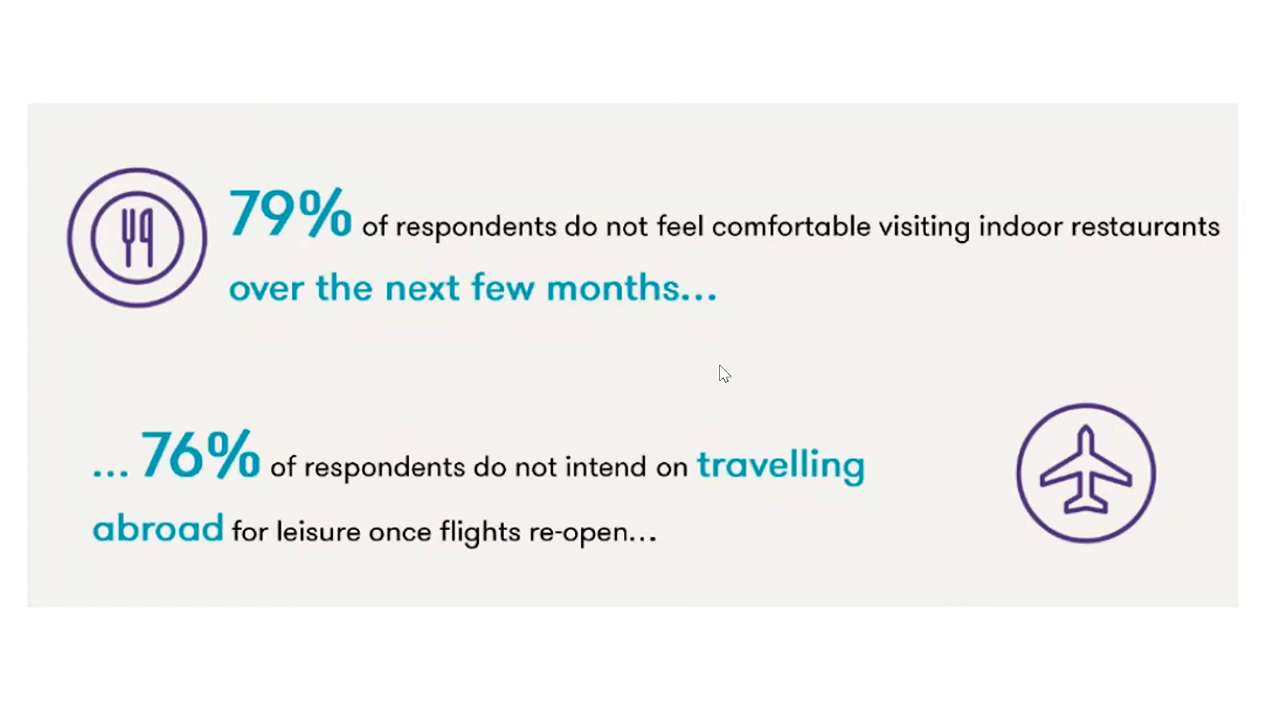 79% of respondents do not feel comfortable visiting indoor restaurants
over the next few months...
... 76% of respondents do not intend on travelling
abroad for leisure once flights re-open...